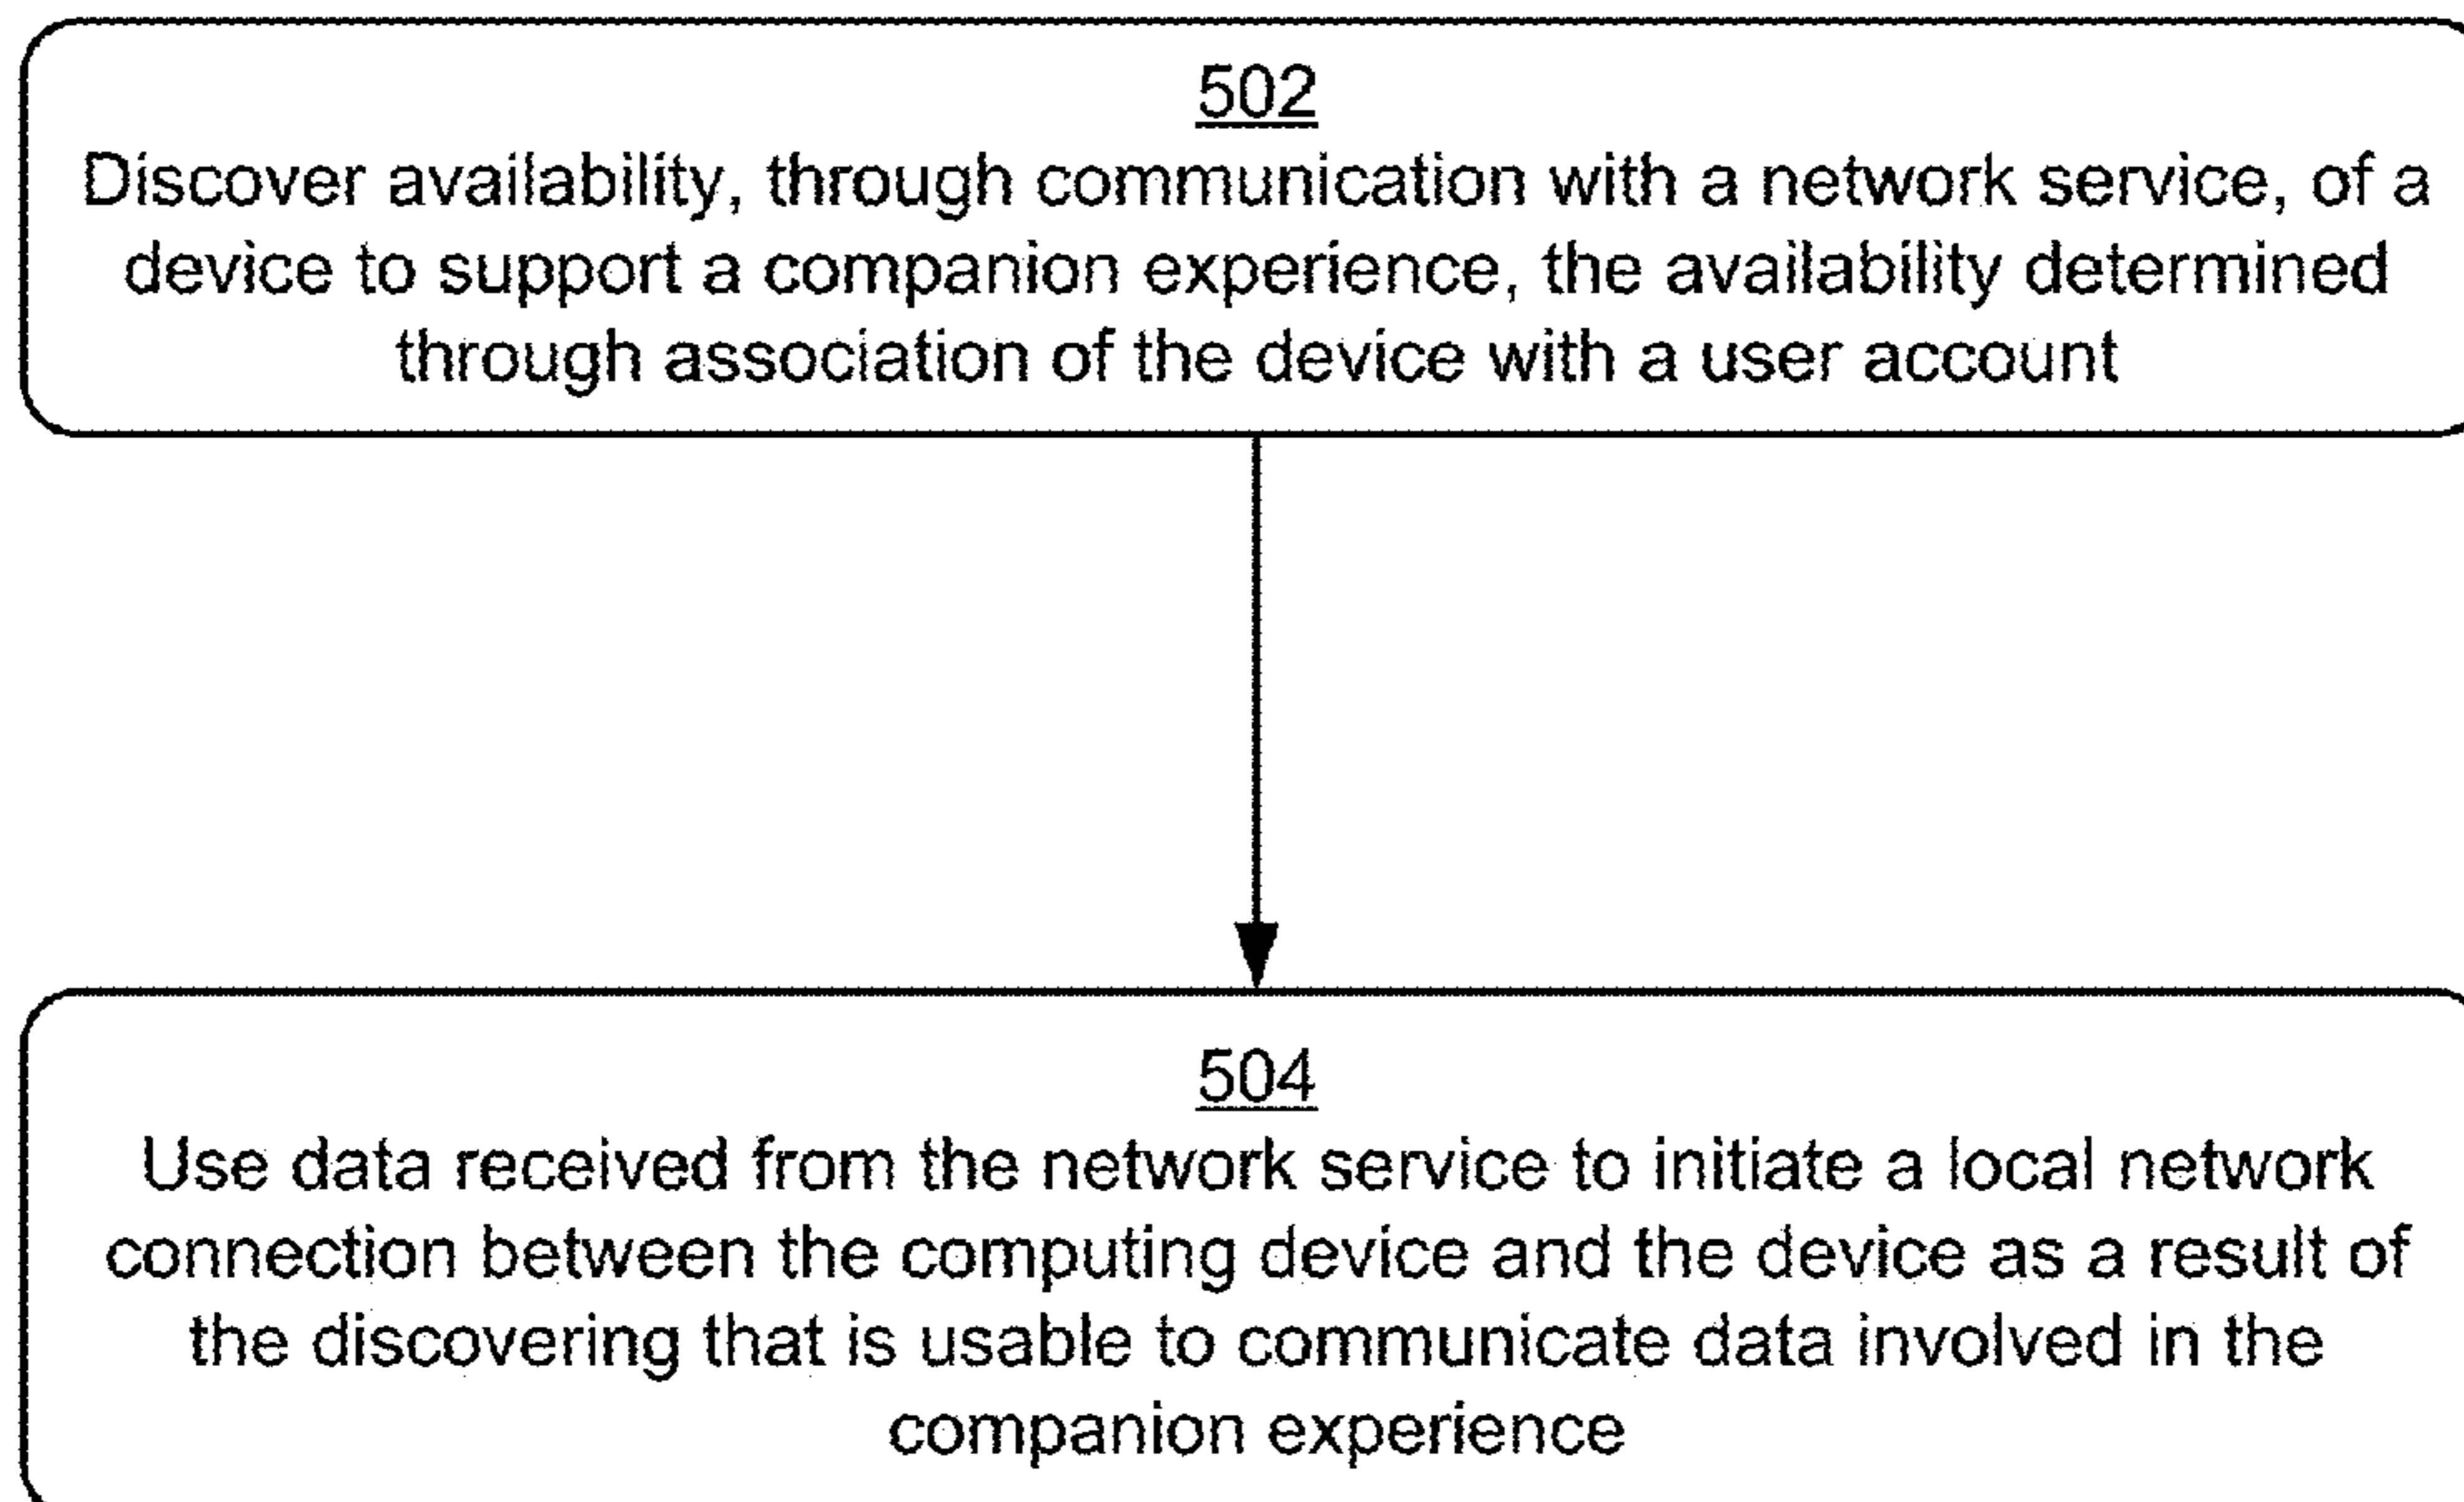 502
Discover availability, through communication with a network service, of a
device to support a companion experience, the availability determined
through association of the device with a user account
504
Use data received from the network service to initiate a local network
connection between the computing device and the device as a result of
the discovering that is usable to communicate data involved in the
companion experience